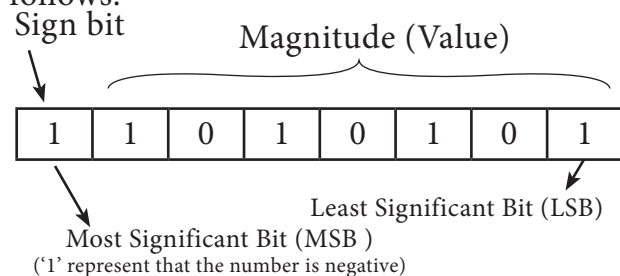 follows:
Sign bit
Magnitude (Value)
1 1 0 1 0 1 0 1
Least Significant Bit (LSB)
Most Significant Bit (MSB )
(‘1’ represent that the number is negative)